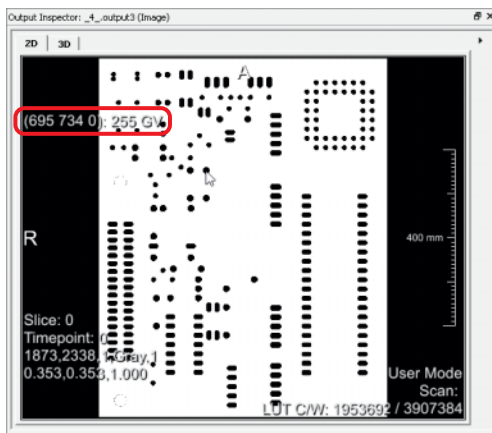 Output Inspector: _4_.output3 (Image)
2D 3D
A
(695 734 0): 255 GV
R
400 mm
Slice: 0
Timepoint: 0
1873,2338,1,Gray,1
0.353,0.353,1.000
User Mode
Scan:
LUT C/W: 1953692 / 3907384